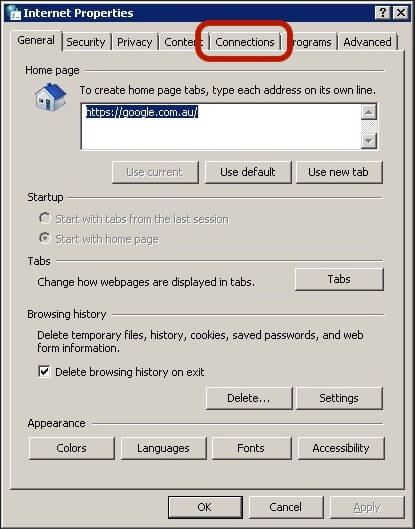 Internet Properties
General Security Privacy Content Connections rograms Advanced
Home page
To create home page tabs, type each address on its own line.
https://google.com.au/
Use current Use default Use new tab
Startup
Start with tabs from the last session
Start with home page
Tabs
Change how webpages are displayed in tabs. Tabs
Browsing history
Delete temporary files, history, cookies, saved passwords, and web
form information.
Delete browsing history on exit
Delete... Settings
Appearance
Colors Languages Fonts Accessibility
OK Cancel Apply